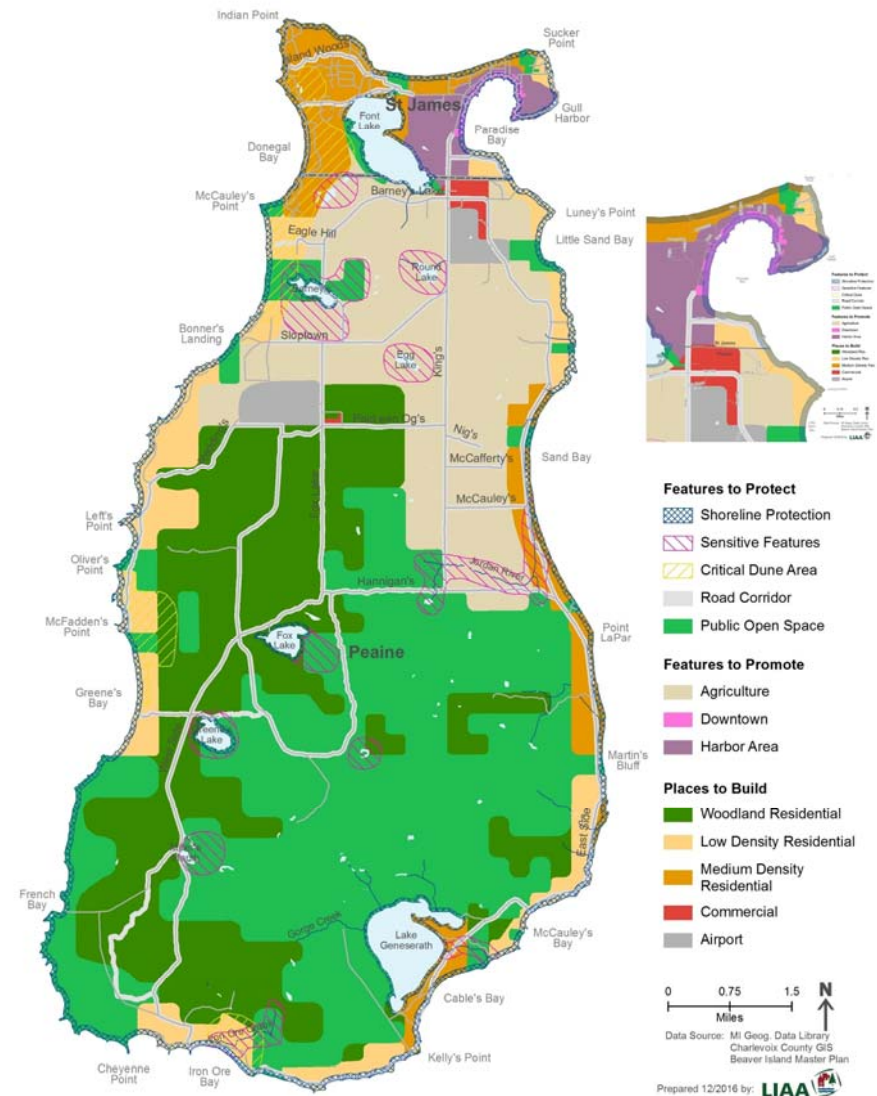 Indian Point
Sucker
Point
St James
Font
Lake
Gull
Harbor
Paradise
Bay
Donegal
Bay
McCauley's
Point
Luney's Point
Eagle Hill
Little Sand Bay
Round
Lake
Bonner's
Landing
Sloptown
Egg
Lake
King's
Nig's
McCafferty's
Sand Bay
McCauley's
Left's
Point
Oliver's
Point
Hannigan's
Jordan River
McFadden's
Point
Fox
Lake
Peaine
Point
LaPar
Greene's
Bay
Lake
Martin's
Bluff
East Side
French
Bay
Lake
Geneserath
McCauley's
Bay
Cable's Bay
Kelly's Point
Cheyenne
Point
Iron Ore
Bay
Features to Protect
Shoreline Protection
Sensitive Features
Critical Dune Area
Road Corridor
Public Open Space
Features to Promote
Agriculture
Downtown
Harbor Area
Places to Build
Woodland Residential
Low Density Residential
Medium Density
Residential
Commercial
Airport
0 0.75 1.5
Miles
N
Data Source: MI Geog. Data Library
Charlevoix County GIS
Beaver Island Master Plan
Prepared 12/2016 by: LIAA